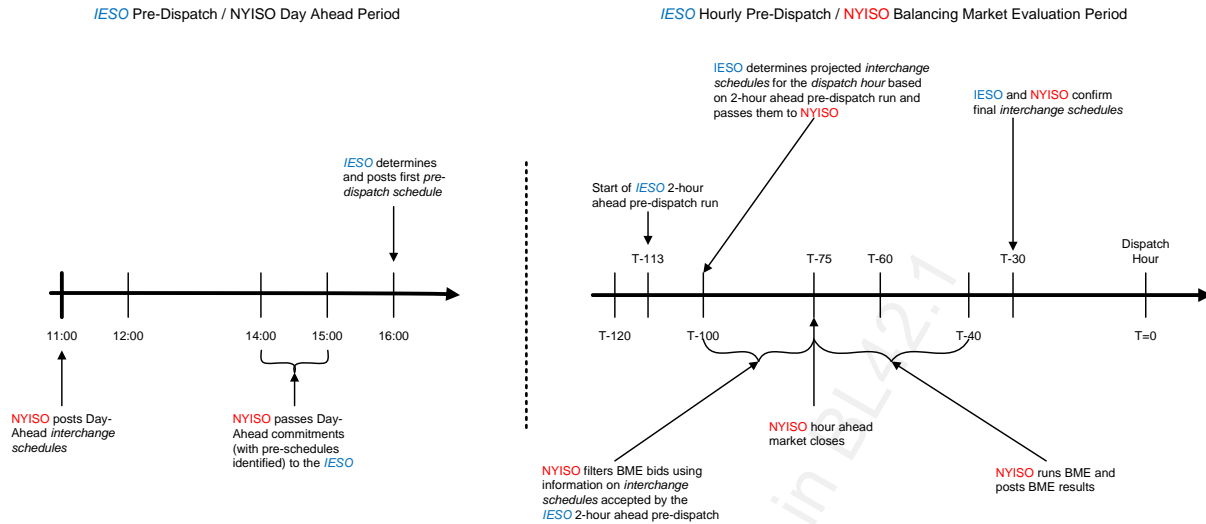 IESO Pre-Dispatch / NYISO Day Ahead Period
IESO determines
and posts first pre-
dispatch schedule
11:00
12:00
14:00
15:00
16:00
NYISO posts Day-
Ahead interchange
schedules
NYISO passes Day-
Ahead commitments
(with pre-schedules
identified) to the IESO
IESO Hourly Pre-Dispatch / NYISO Balancing Market Evaluation Period
IESO determines projected interchange
schedules for the dispatch hour based
on 2-hour ahead pre-dispatch run and
passes them to NYISO
IESO and NYISO confirm
final interchange schedules
Start of IESO 2-hour
ahead pre-dispatch run
T-113
T-75
T-60
T-30
Dispatch
Hour
T-120
T-100
T-40
T=0
NYISO hour ahead
market closes
NYISO filters BME bids using
information on interchange
schedules accepted by the
IESO 2-hour ahead pre-dispatch
NYISO runs BME and
posts BME results
in BL42.1